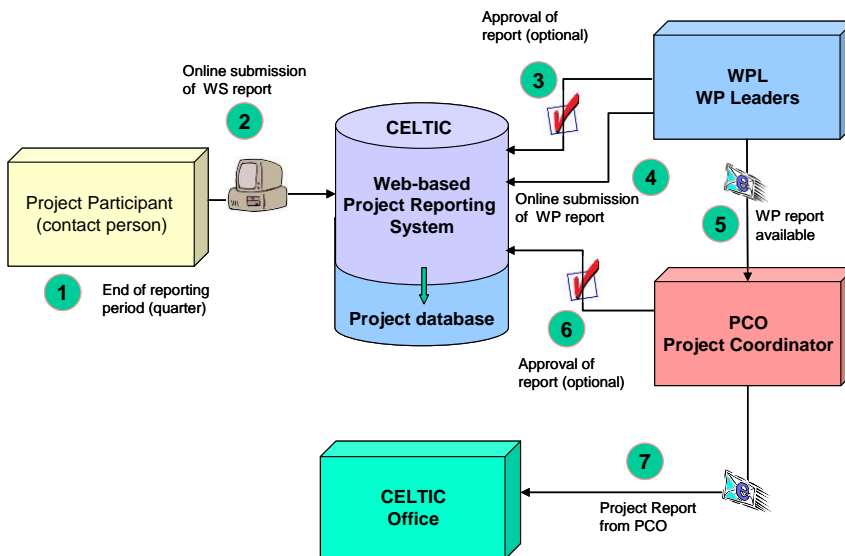 Approval of
report (optional)
3
WPL
WP Leaders
Online submission
of WS report
2
CELTIC
Web-based
Project Reporting
System
Project database
4
Online submission
of WP report
Project Participant
(contact person)
1
End of reporting
period (quarter)
5
WP report
available
6
Approval of
report (optional)
PCO
Project Coordinator
7
Project Report
from PCO
CELTIC
Office